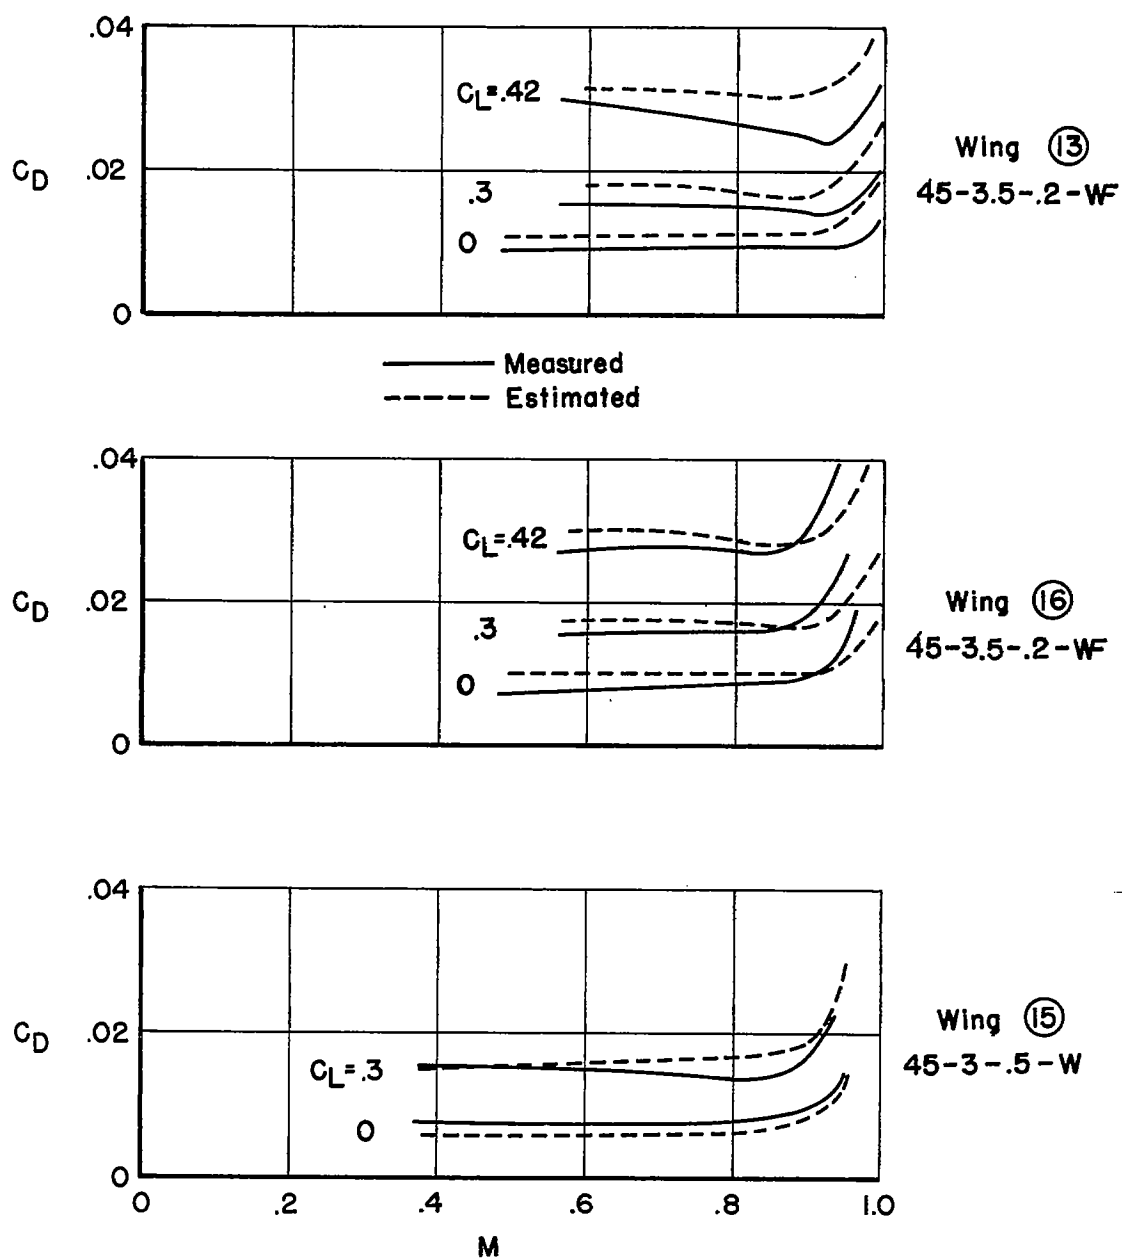 .04
C_L=.42
C_D
.02
.3
0
0
Wing ⑬
45-3.5-.2-WF
Measured
Estimated
.04
C_L=.42
C_D
.02
.3
0
0
Wing ⑯
45-3.5-.2-WF
.04
C_D
.02
C_L=.3
0
0
Wing ⑮
45-3-.5-W
0 .2 .4 .6 .8 1.0
M